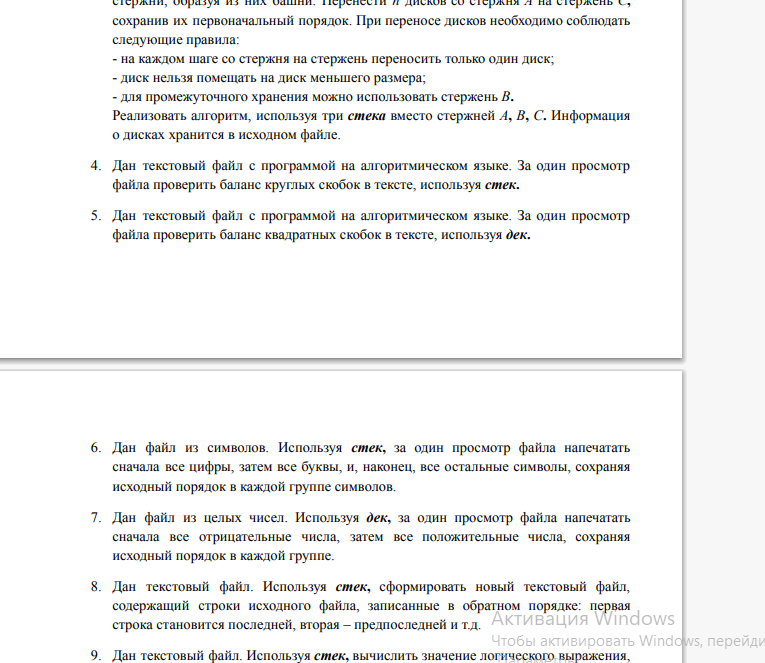 стержни, образуя из них башни. Перенести n дисков со стержня A на стержень C,
сохранив их первоначальный порядок. При переносе дисков необходимо соблюдать
следующие правила:
- на каждом шаге со стержня на стержень переносить только один диск;
- диск нельзя помещать на диск меньшего размера;
- для промежуточного хранения можно использовать стержень B.
Реализовать алгоритм, используя три стека вместо стержней A, B, C. Информация
о дисках хранится в исходном файле.
4. Дан текстовый файл с программой на алгоритмическом языке. За один просмотр
файла проверить баланс круглых скобок в тексте, используя стек.
5. Дан текстовый файл с программой на алгоритмическом языке. За один просмотр
файла проверить баланс квадратных скобок в тексте, используя дек.
6. Дан файл из символов. Используя стек, за один просмотр файла напечатать
сначала все цифры, затем все буквы, и, наконец, все остальные символы, сохраняя
исходный порядок в каждой группе символов.
7. Дан файл из целых чисел. Используя дек, за один просмотр файла напечатать
сначала все отрицательные числа, затем все положительные числа, сохраняя
исходный порядок в каждой группе.
8. Дан текстовый файл. Используя стек, сформировать новый текстовый файл,
содержащий строки исходного файла, записанные в обратном порядке: первая
строка становится последней, вторая – предпоследней и т.д.
9. Дан текстовый файл. Используя стек, вычислить значение логического выражения,
Активация Windows
Чтобы активировать Windows, перейди